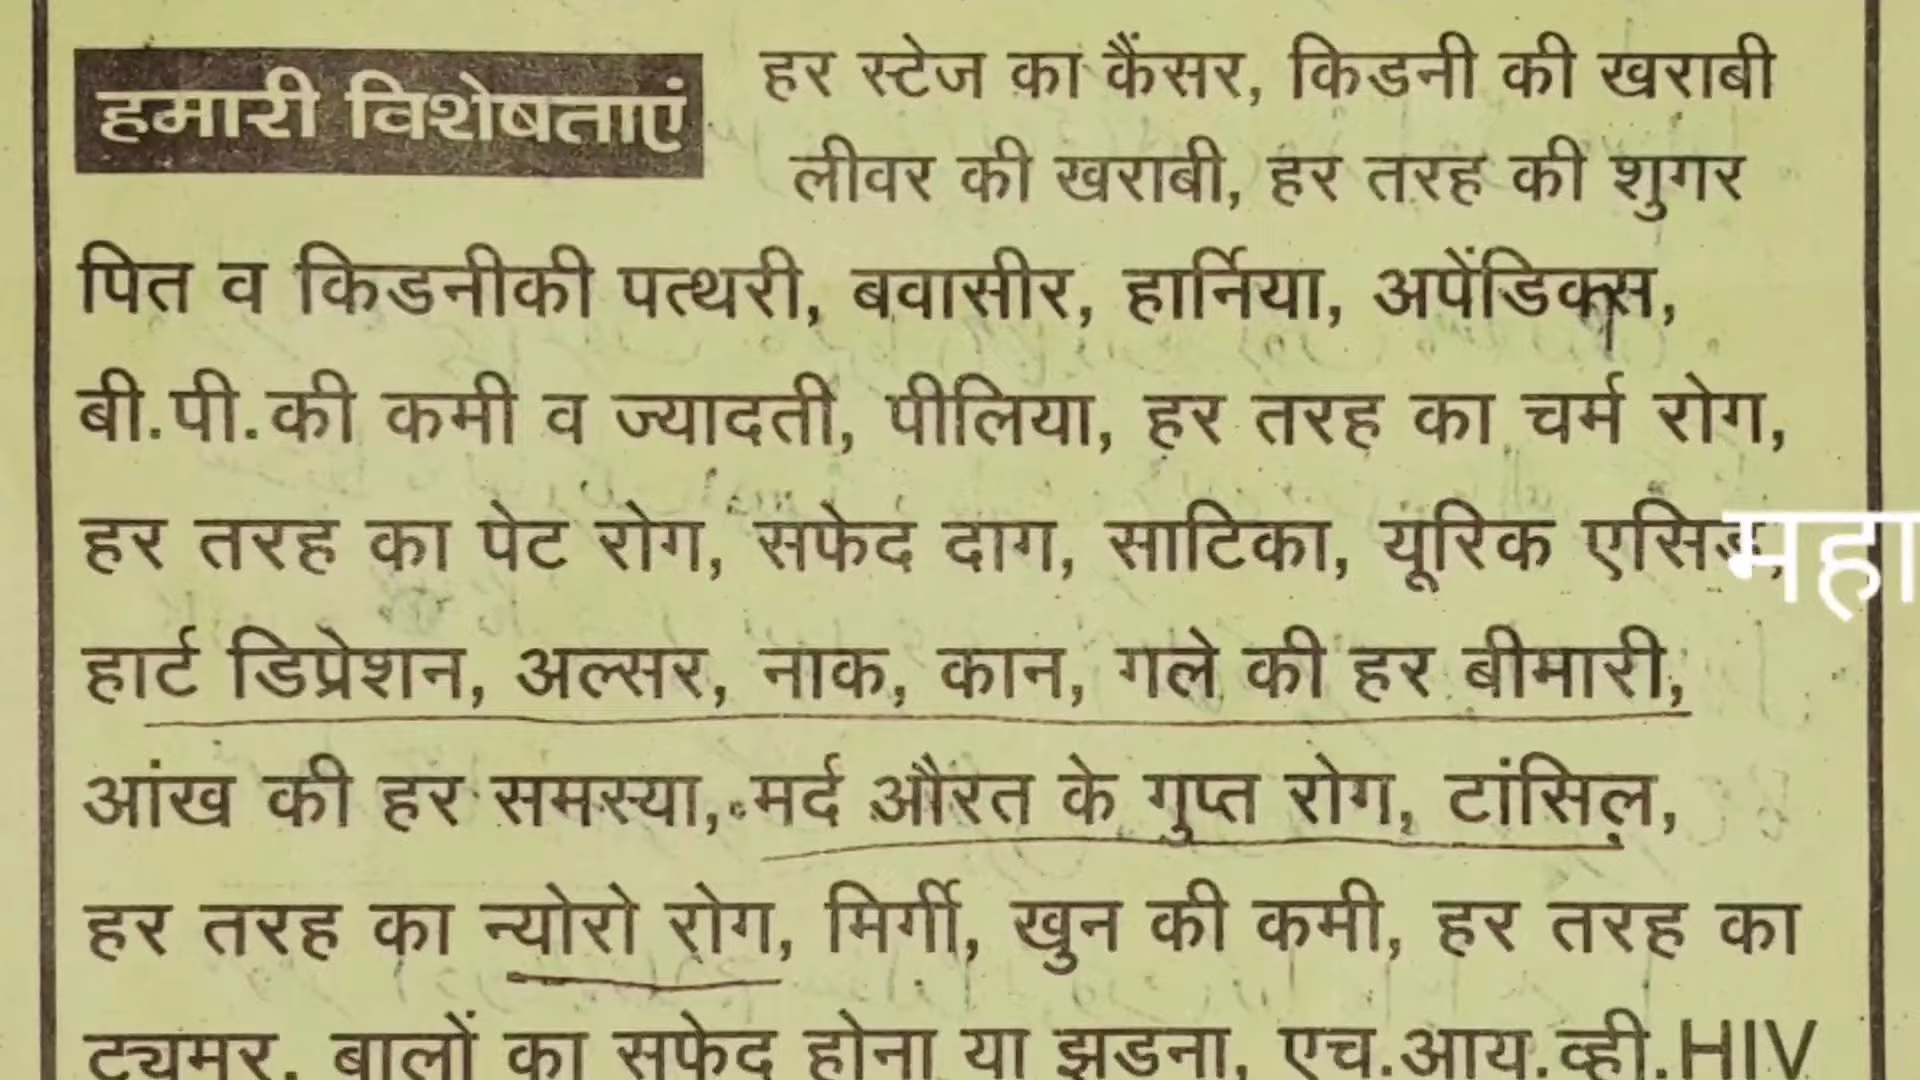 हमारी विशेषताएं
हर स्टेज का कैंसर, किडनी की खराबी
लीवर की खराबी, हर तरह की शुगर
पित व किडनीकी पत्थरी, बवासीर, हार्निया, अपेंडिक्स,
बी.पी.की कमी व ज्यादती, पीलिया, हर तरह का चर्म रोग,
हर तरह का पेट रोग, सफेद दाग, साटिका, यूरिक एसिड,
महा
हार्ट डिप्रेशन, अल्सर, नाक, कान, गले की हर बीमारी,
आंख की हर समस्या, मर्द औरत के गुप्त रोग, टांसिल,
हर तरह का न्योरो रोग, मिर्गी, खुन की कमी, हर तरह का
ट्यमर, बालों का सफेद होना या झडना, एच.आय.व्ही.HIV